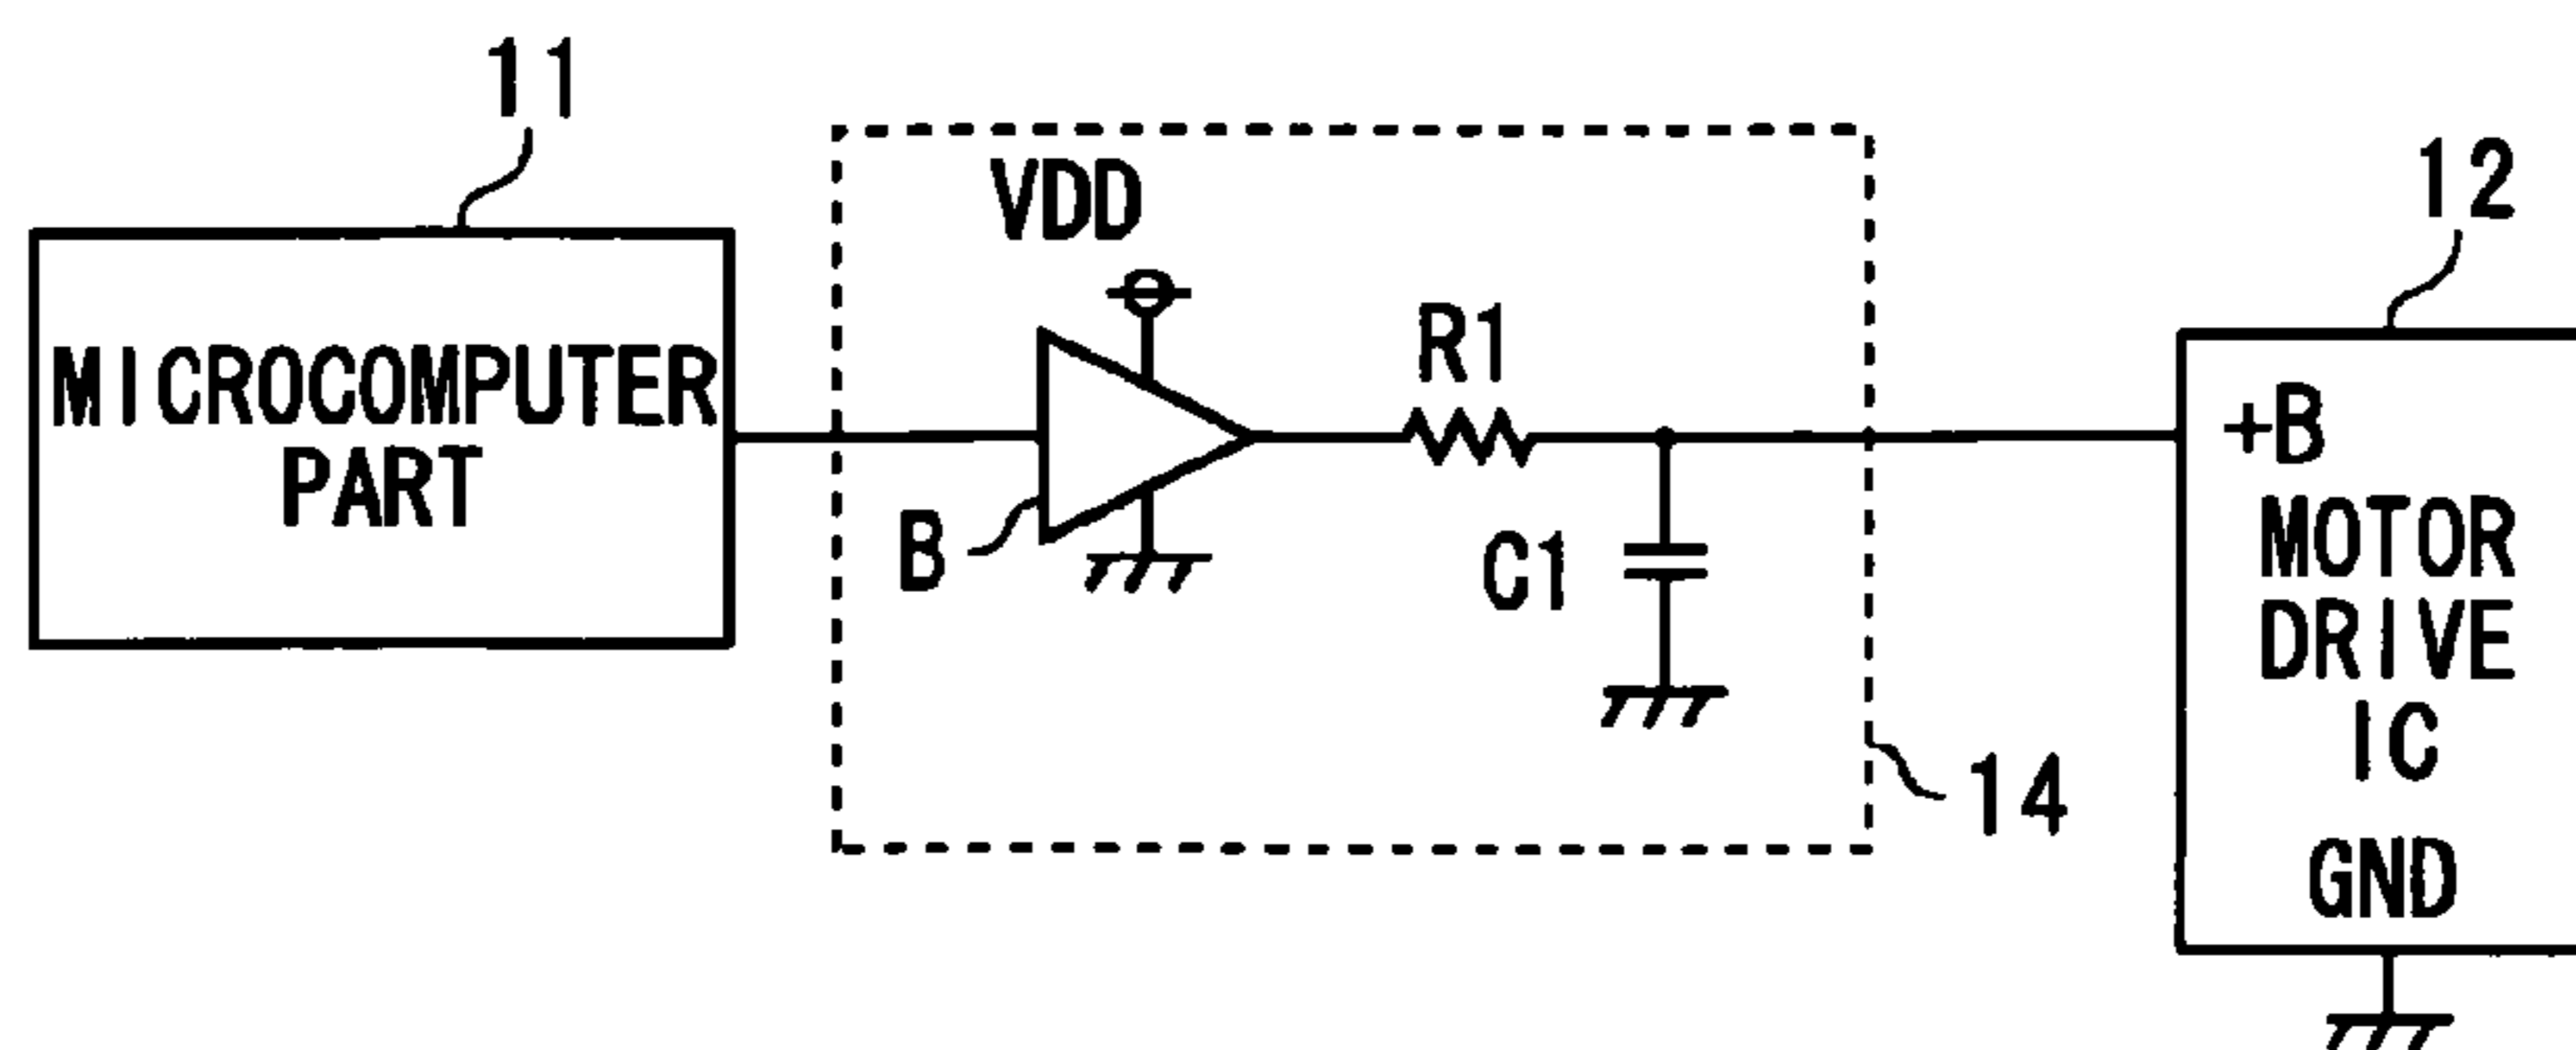 11
MICROCOMPUTER
PART
VDD
B
R1
C1
14
12
+B
MOTOR
DRIVE
IC
GND